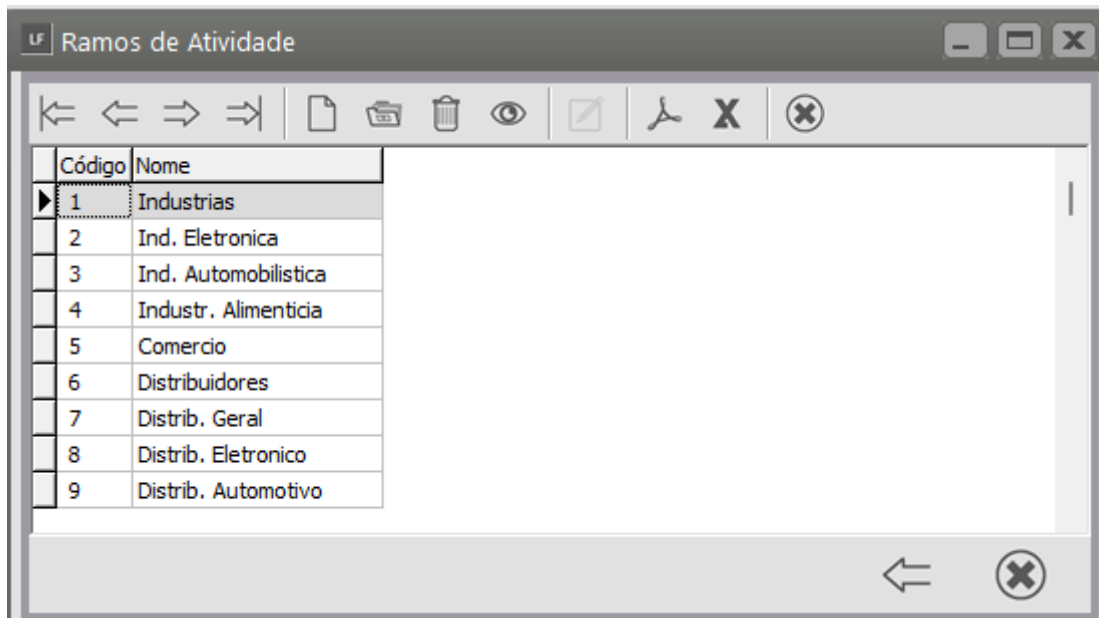 LF Ramos de Atividade
Código Nome
1 Industrias
2 Ind. Eletronica
3 Ind. Automobilistica
4 Industr. Alimenticia
5 Comercio
6 Distribuidores
7 Distrib. Geral
8 Distrib. Eletronico
9 Distrib. Automotivo